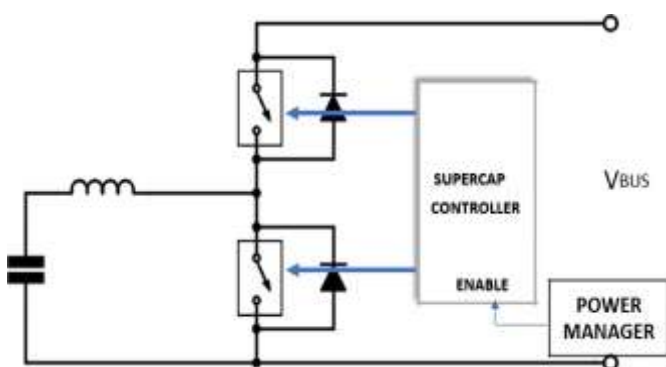 SUPERCAP
CONTROLLER
VBUS
ENABLE
POWER
MANAGER